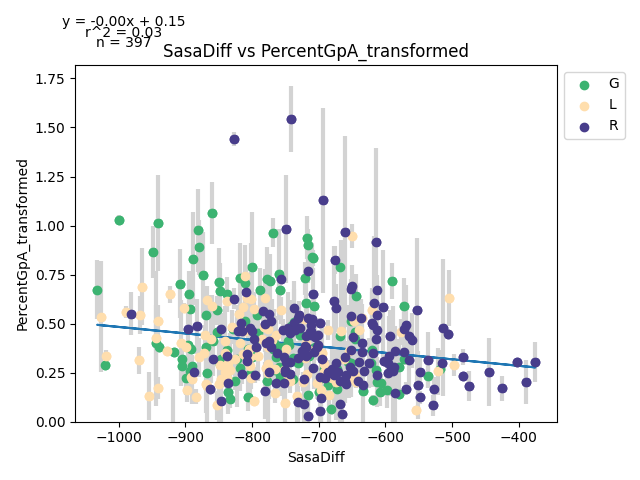 y = -0.00x + 0.15
r^2 = 0.03
n = 397
SasaDiff vs PercentGpA_transformed
1.75
1.50
1.25
1.00
0.75
0.50
0.25
0.00
PercentGpA_transformed
−1000
−900
−800
−700
−600
−500
−400
SasaDiff
G
L
R